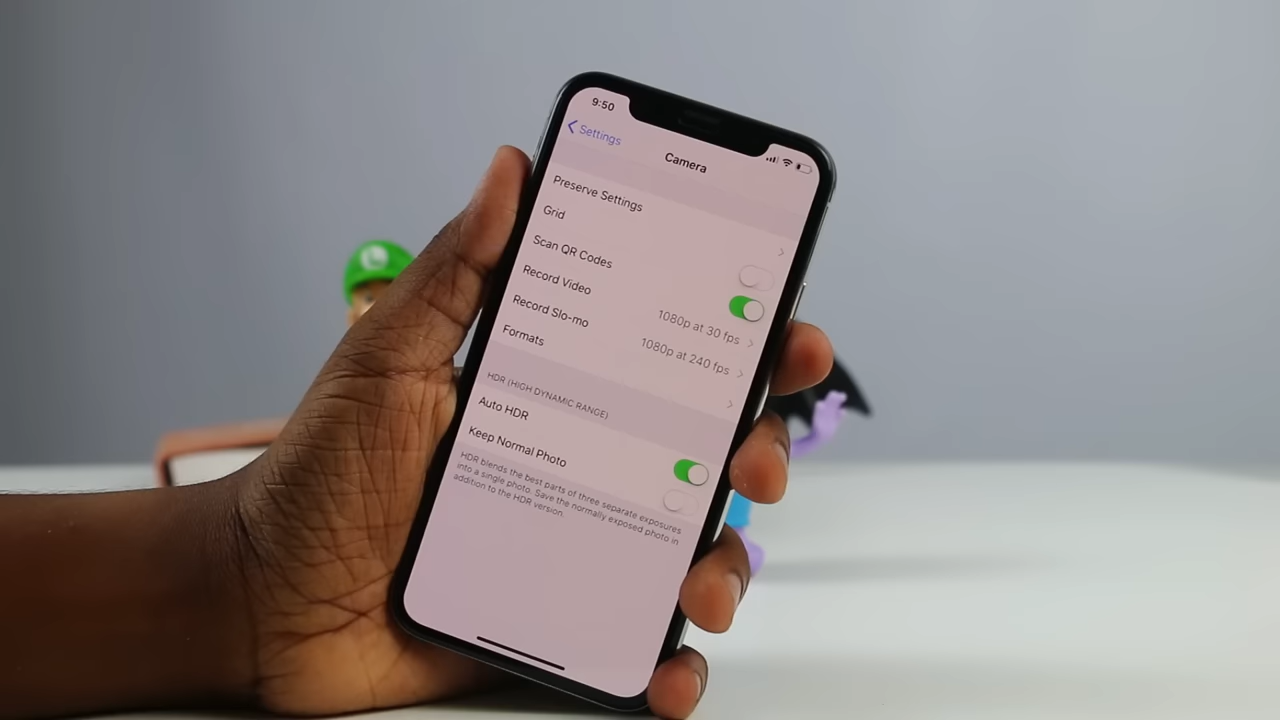 9:50
Settings
Camera
Preserve Settings
Grid
Scan QR Codes
Record Video
1080p at 30 fps
Record Slo-mo
1080p at 240 fps
Formats
HDR (HIGH DYNAMIC RANGE)
Auto HDR
Keep Normal Photo
HDR blends the best parts of three separate exposures
into a single photo. Save the normally exposed photo in
addition to the HDR version.
L